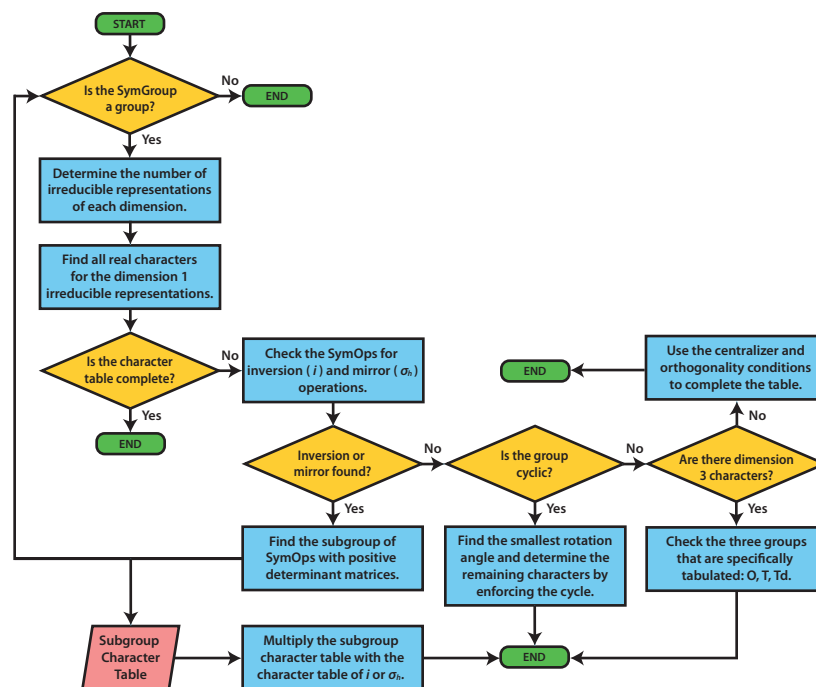 START
Is the SymGroup
a group?
No
END
Yes
Determine the number of
irreducible representations
of each dimension.
Find all real characters
for the dimension 1
irreducible representations.
Is the character
table complete?
No
Yes
END
Check the SymOps for
inversion ( i ) and mirror ( σh )
operations.
Inversion or
mirror found?
No
Yes
Is the group
cyclic?
No
Yes
Are there dimension
3 characters?
No
Yes
Use the centralizer and
orthogonality conditions
to complete the table.
END
Find the subgroup of
SymOps with positive
determinant matrices.
Find the smallest rotation
angle and determine the
remaining characters by
enforcing the cycle.
Check the three groups
that are specifically
tabulated: O, T, Td.
Subgroup
Character
Table
Multiply the subgroup
character table with the
character table of i or σh.
END